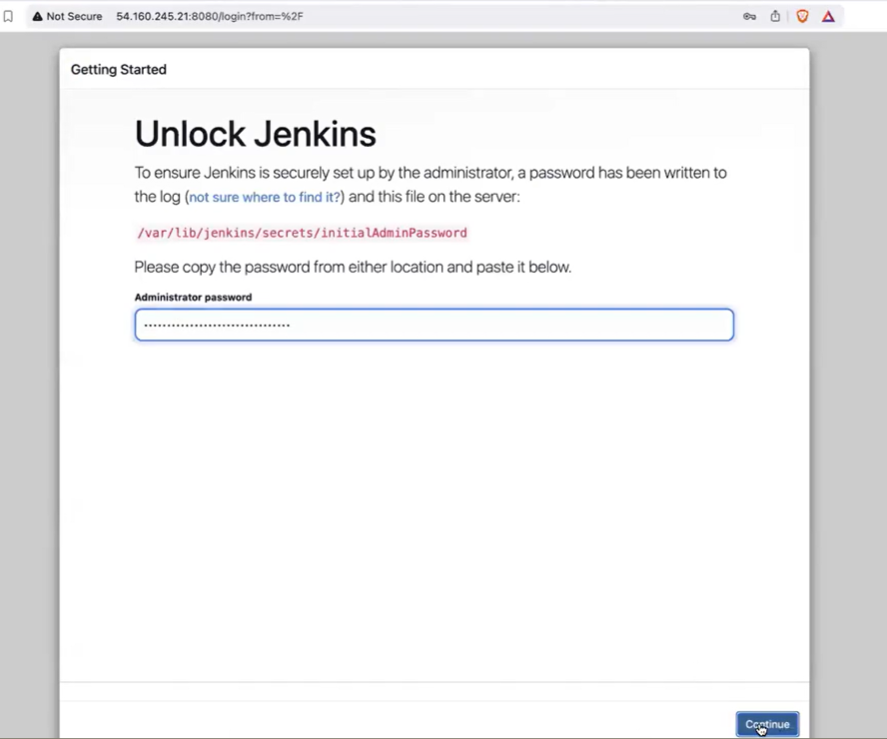 Not Secure 54.160.245.21:8080/login?from=%2F
Getting Started
Unlock Jenkins
To ensure Jenkins is securely set up by the administrator, a password has been written to
the log (not sure where to find it?) and this file on the server:
/var/lib/jenkins/secrets/initialAdminPassword
Please copy the password from either location and paste it below.
Administrator password
••••••••••••••••••••••••••••••••
Continue